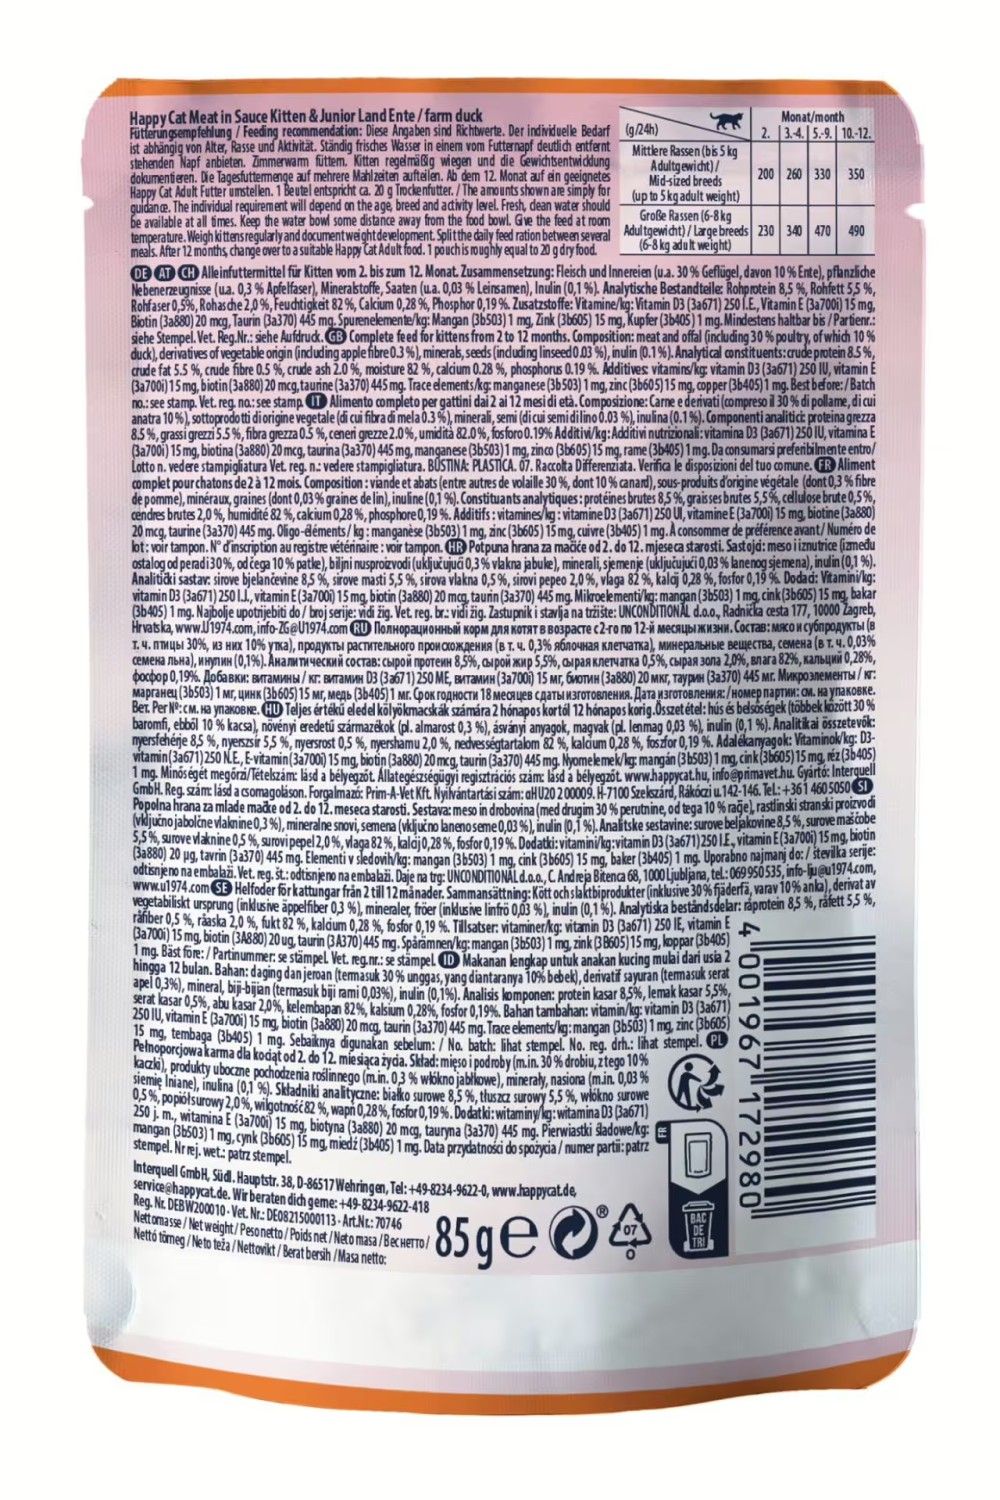 Happy Cat Meat in Sauce Kitten & Junior Land Ente / farm duck
Fütterungsempfehlung / Feeding recommendation: Diese Angaben sind Richtwerte. Der individuelle Bedarf
ist abhängig von Alter, Rasse und Aktivität. Ständig frisches Wasser in einem vom Futternapf deutlich entfernt
stehenden Napf anbieten. Zimmerwarm füttern. Kitten regelmäßig wiegen und die Gewichtsentwicklung
dokumentieren. Die Tagesfuttermenge auf mehrere Mahlzeiten aufteilen. Ab dem 12. Monat auf ein geeignetes
Happy Cat Adult Futter umstellen. 1 Beutel entspricht ca. 20 g Trockenfutter. / The amounts shown are simply for
guidance. The individual requirement will depend on the age, breed and activity level. Fresh, clean water should
be available at all times. Keep the water bowl some distance away from the food bowl. Give the feed at room
temperature. Weigh kittens regularly and document weight development. Split the daily feed ration between several
meals. After 12 months, change over to a suitable Happy Cat Adult food. 1 pouch is roughly equal to 20 g dry food.
(g/24h) Monat/month
2. 3.-4. 5.-9. 10.-12.
Mittlere Rassen (bis 5 kg
Adultgewicht) /
Mid-sized breeds
(up to 5 kg adult weight)
200 260 330 350
Große Rassen (6-8 kg
Adultgewicht) / Large breeds
(6-8 kg adult weight)
230 340 470 490
DE AT CH Alleinfuttermittel für Kitten vom 2. bis zum 12. Monat. Zusammensetzung: Fleisch und Innereien (u.a. 30 % Geflügel, davon 10 % Ente), pflanzliche
Nebenerzeugnisse (u.a. 0,3 % Apfelfaser), Mineralstoffe, Saaten (u.a. 0,03 % Leinsamen), Inulin (0,1 %). Analytische Bestandteile: Rohprotein 8,5 %, Rohfett 5,5 %,
Rohfaser 0,5%, Rohasche 2,0 %, Feuchtigkeit 82 %, Calcium 0,28 %, Phosphor 0,19 %. Zusatzstoffe: Vitamine/kg: Vitamin D3 (3a671) 250 I.E., Vitamin E (3a700i) 15 mg,
Biotin (3a880) 20 mcg, Taurin (3a370) 445 mg. Spurenelemente/kg: Mangan (3b503) 1 mg, Zink (3b605) 15 mg, Kupfer (3b405) 1 mg. Mindestens haltbar bis / Partienr.:
siehe Stempel. Vet. Reg.Nr.: siehe Aufdruck. GB Complete feed for kittens from 2 to 12 months. Composition: meat and offal (including 30 % poultry, of which 10 %
duck), derivatives of vegetable origin (including apple fibre 0.3 %), minerals, seeds (including linseed 0.03 %), inulin (0.1 %). Analytical constituents: crude protein 8.5 %,
crude fat 5.5 %, crude fibre 0.5 %, crude ash 2.0 %, moisture 82 %, calcium 0.28 %, phosphorus 0.19 %. Additives: vitamins/kg: vitamin D3 (3a671) 250 IU, vitamin E
(3a700i) 15 mg, biotin (3a880) 20 mcg, taurine (3a370) 445 mg. Trace elements/kg: manganese (3b503) 1 mg, zinc (3b605) 15 mg, copper (3b405) 1 mg. Best before: / Batch
no.: see stamp. Vet. reg. no.: see stamp. IT Alimento completo per gattini dai 2 ai 12 mesi di età. Composizione: Carne e derivati (compreso il 30 % di pollame, di cui
anatra 10 %), sottoprodotti di origine vegetale (di cui fibra di mela 0.3 %), minerali, semi (di cui semi di lino 0.03 %), inulina (0.1 %). Componenti analitici: proteina grezza
8.5 %, grassi grezzi 5.5 %, fibra grezza 0.5 %, ceneri grezze 2.0 %, umidità 82.0 %, fosforo 0.19% Additivi/kg: Additivi nutrizionali: vitamina D3 (3a671) 250 IU, vitamina E
(3a700i) 15 mg, biotina (3a880) 20 mcg, taurina (3a370) 445 mg, manganese (3b503) 1 mg, zinco (3b605) 15 mg, rame (3b405) 1 mg. Da consumarsi preferibilmente entro/
Lotto n. vedere stampigliatura Vet. reg. n.: vedere stampigliatura. BUSTINA: PLASTICA. 07. Raccolta Differenziata. Verifica le disposizioni del tuo comune. FR Aliment
complet pour chatons de 2 à 12 mois. Composition : viande et abats (entre autres de volaille 30 %, dont 10 % canard), sous-produits d'origine végétale (dont 0,3 % fibre
de pomme), minéraux, graines (dont 0,03 % graines de lin), inuline (0,1 %). Constituants analytiques : protéines brutes 8,5 %, graisses brutes 5,5 %, cellulose brute 0,5 %,
cendres brutes 2,0 %, humidité 82 %, calcium 0,28 %, phosphore 0,19 %. Additifs : vitamines/kg : vitamine D3 (3a671) 250 UI, vitamine E (3a700i) 15 mg, biotine (3a880)
20 mcg, taurine (3a370) 445 mg. Oligo-éléments / kg : manganèse (3b503) 1 mg, zinc (3b605) 15 mg, cuivre (3b405) 1 mg. A consommer de préférence avant / Numéro de
lot : voir tampon. N° d'inscription au registre vétérinaire : voir tampon. HR Potpuna hrana za mačiće od 2. do 12. mjeseca starosti. Sastojci: meso i iznutrice (između
ostalog od peradi 30 %, od čega 10 % patke), biljni nusproizvodi (uključujući 0,3 % vlakna jabuke), minerali, sjemenje (uključujući 0,03 % lanenog sjemena), inulin (0,1 %).
Analitički sastav: sirove bjelančevine 8,5 %, sirove masti 5,5 %, sirova vlakna 0,5 %, sirovi pepeo 2,0 %, vlaga 82 %, kalcij 0,28 %, fosfor 0,19 %. Dodaci: Vitamini/kg:
vitamin D3 (3a671) 250 I.J., vitamin E (3a700i) 15 mg, biotin (3a880) 20 mcg, taurin (3a370) 445 mg. Mikroelementi/kg: mangan (3b503) 1 mg, cink (3b605) 15 mg, bakar
(3b405) 1 mg. Najbolje upotrijebiti do / broj serije: vidi žig. Vet. reg. br.: vidi žig. Zastupnik i stavlja na tržište: UNCONDITIONAL d.o.o., Radnička cesta 177, 10000 Zagreb,
Hrvatska, www.U1974.com, info-ZG@U1974.com RU Полнорационный корм для котят в возрасте с 2-го по 12-й месяцы жизни. Состав: мясо и субпродукты (в
т. ч. птицы 30%, из них 10% утка), продукты растительного происхождения (в т. ч. 0,3% яблочная клетчатка), минеральные вещества, семена (в т. ч. 0,03%
семена льна), инулин (0,1%). Аналитический состав: сырой протеин 8,5%, сырой жир 5,5%, сырая клетчатка 0,5%, сырая зола 2,0%, влага 82%, кальций 0,28%,
фосфор 0,19%. Добавки: витамины / кг: витамин D3 (3a671) 250 ME, витамин (3a700i) 15 мг, биотин (3a880) 20 мкг, таурин (3a370) 445 мг. Микроэлементы / кг:
марганец (3b503) 1 мг, цинк (3b605) 15 мг, медь (3b405) 1 мг. Срок годности 18 месяцев с даты изготовления. Дата изготовления: / номер партии: см. на упаковке.
Вет. Рег №: см. на упаковке. HU Teljes értékű eledel kölyökmacskák számára 2 hónapos kortól 12 hónapos korig. Összetétel: hús és belsőségek (többek között 30 %
baromfi, ebből 10 % kacsa), növényi eredetű származékok (pl. almarost 0,3 %), ásványi anyagok, magvak (pl. lenmag 0,03 %), inulin (0,1 %). Analitikai összetevők:
nyersfehérje 8,5 %, nyerszsír 5,5 %, nyersrost 0,5 %, nyershamu 2,0 %, nedvességtartalom 82 %, kalcium 0,28 %, foszfor 0,19 %. Adalékanyagok: Vitaminok/kg: D3-
vitamin (3a671) 250 N.E., E-vitamin (3a700i) 15 mg, biotin (3a880) 20 mcg, taurin (3a370) 445 mg. Nyomelemek/kg: mangán (3b503) 1 mg, cink (3b605) 15 mg, réz (3b405)
1 mg. Minőségét megőrzi/Tételszám: lásd a bélyegzőt. Állategészségügyi regisztrációs szám: lásd a bélyegzőt. www.happycat.hu, info@primavet.hu. Gyártó: Interquell
GmbH. Reg. szám: lásd a csomagoláson. Forgalmazó: Prim-A-Vet Kft. Nyilvántartási szám: αHU20 2 00009. H-7100 Szekszárd, Rákóczi u. 142-146. Tel.: +36 1 460 5050 SI
Popolna hrana za mlade mačke od 2. do 12. meseca starosti. Sestava: meso in drobovina (med drugim 30 % perutnine, od tega 10 % race), rastlinski stranski proizvodi
(vključno jabolčne vlaknine 0,3 %), mineralne snovi, semena (vključno laneno seme 0,03 %), inulin (0,1 %). Analitske sestavine: surove beljakovine 8,5 %, surove maščobe
5,5 %, surove vlaknine 0,5 %, surovi pepel 2,0 %, vlaga 82 %, kalcij 0,28 %, fosfor 0,19 %. Dodatki: vitamini/kg: vitamin D3 (3a671) 250 I.E., vitamin E (3a700i) 15 mg, biotin
(3a880) 20 µg, tavrin (3a370) 445 mg. Elementi v sledovih/kg: mangan (3b503) 1 mg, cink (3b605) 15 mg, baker (3b405) 1 mg. Uporabno najmanj do: / številka serije:
odtisnjeno na embalaži. Vet. reg. št.: odtisnjeno na embalaži. Daje na trg: UNCONDITIONAL d.o.o., C. Andreja Bitenca 68, 1000 Ljubljana, tel.: 069 950 535, info-lju@u1974.com,
www.u1974.com SE Helfoder för kattungar från 2 till 12 månader. Sammansättning: Kött och slaktbiprodukter (inklusive 30 % fjäderfä, varav 10 % anka), derivat av
vegetabiliskt ursprung (inklusive äppelfiber 0,3 %), mineraler, fröer (inklusive linfrö 0,03 %), inulin (0,1 %). Analytiska beståndsdelar: råprotein 8,5 %, råfett 5,5 %,
råfiber 0,5 %, råaska 2,0 %, fukt 82 %, kalcium 0,28 %, fosfor 0,19 %. Tillsatser: vitaminer/kg: vitamin D3 (3a671) 250 IE, vitamin E
(3a700i) 15 mg, biotin (3A880) 20 ug, taurin (3A370) 445 mg. Spårämnen/kg: mangan (3b503) 1 mg, zink (3B605) 15 mg, koppar (3b405)
1 mg. Bäst före: / Partinummer: se stämpel. Vet. reg.nr.: se stämpel. ID Makanan lengkap untuk anakan kucing mulai dari usia 2
hingga 12 bulan. Bahan: daging dan jeroan (termasuk 30 % unggas, yang diantaranya 10% bebek), derivatif sayuran (termasuk serat
apel 0,3%), mineral, biji-bijian (termasuk biji rami 0,03%), inulin (0,1%). Analisis komponen: protein kasar 8,5%, lemak kasar 5,5%,
serat kasar 0,5%, abu kasar 2,0%, kelembapan 82%, kalsium 0,28%, fosfor 0,19%. Bahan tambahan: vitamin/kg: vitamin D3 (3a671)
250 IU, vitamin E (3a700i) 15 mg, biotin (3a880) 20 mcg, taurin (3a370) 445 mg. Trace elements/kg: mangan (3b503) 1 mg, zinc (3b605)
15 mg, tembaga (3b405) 1 mg. Sebaiknya digunakan sebelum: / No. batch: lihat stempel. No. reg. drh.: lihat stempel. PL
Pełnoporcjowa karma dla kociąt od 2. do 12. miesiąca życia. Skład: mięso i podroby (m.in. 30 % drobiu, z tego 10 %
kaczki), produkty uboczne pochodzenia roślinnego (m.in. 0,3 % włókno jabłkowe), minerały, nasiona (m.in. 0,03 %
siemię lniane), inulina (0,1 %). Składniki analityczne: białko surowe 8,5 %, tłuszcz surowy 5,5 %, włókno surowe
0,5 %, popiół surowy 2,0 %, wilgotność 82 %, wapń 0,28 %, fosfor 0,19 %. Dodatki: witaminy/kg: witamina D3 (3a671)
250 j. m., witamina E (3a700i) 15 mg, biotyna (3a880) 20 mcg, tauryna (3a370) 445 mg. Pierwiastki śladowe/kg:
mangan (3b503) 1 mg, cynk (3b605) 15 mg, miedź (3b405) 1 mg. Data przydatności do spożycia / numer partii: patrz
stempel. Nr rej. wet.: patrz stempel.
Interquell GmbH, Südl. Hauptstr. 38, D-86517 Wehringen, Tel: +49-8234-9622-0, www.happycat.de,
service@happycat.de. Wir beraten dich gerne: +49-8234-9622-418
Reg. Nr. DEBW200010 · Vet. Nr.: DE08215000113 · Art.Nr.: 70746
Nettomasse / Net weight / Peso netto / Poids net / Neto masa / Вес нетто /
Nettó tömeg / Neto teža / Nettovikt / Berat bersih / Masa netto:
85 g e
®
07
O
FR
BAC
DE
TRI
4 001967 172980